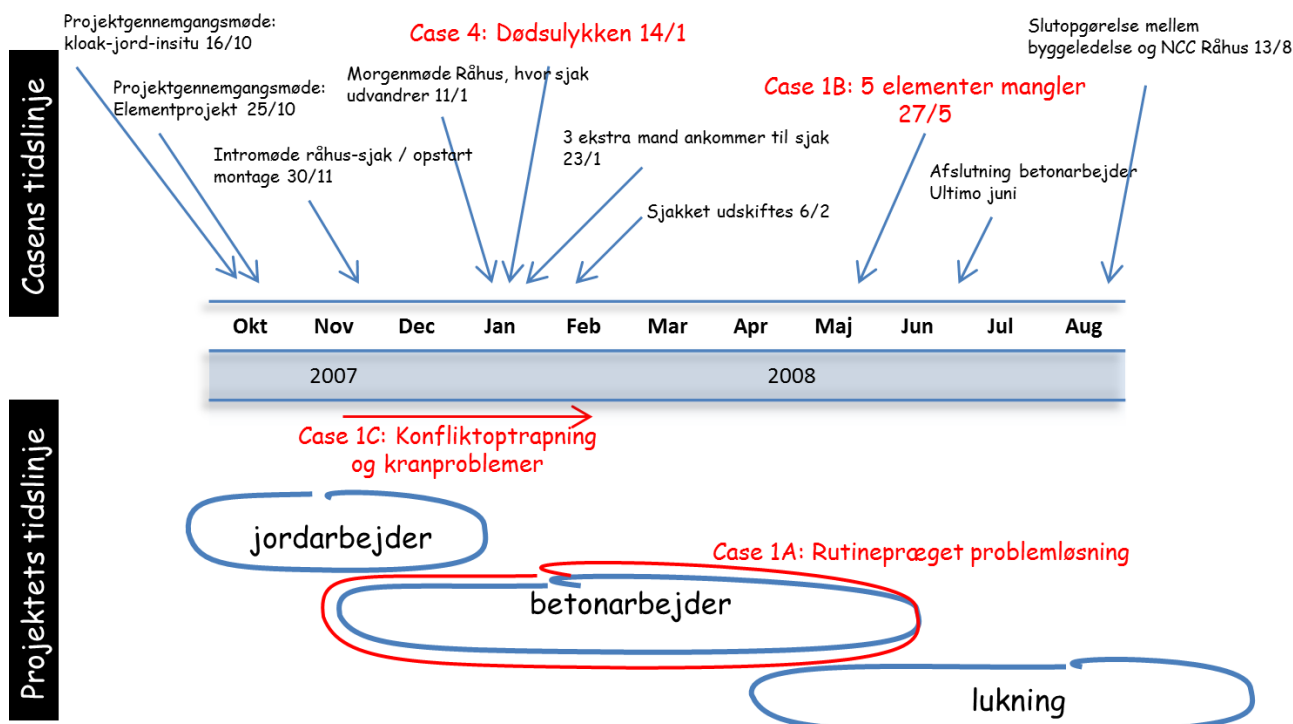 Casens tidslinje
Projektgennemgangsmøde:
kloak-jord-insitu 16/10
Projektgennemgangsmøde:
Elementprojekt 25/10
Intromøde råhus-sjak / opstart
montage 30/11
Case 4: Dødsulykken 14/1
Morgenmøde Råhus, hvor sjak
udvandrer 11/1
3 ekstra mand ankommer til sjak
23/1
Sjakket udskiftes 6/2
Case 1B: 5 elementer mangler
27/5
Afslutning betonarbejder
Ultimo juni
Slutopgørelse mellem
byggeledelse og NCC Råhus 13/8
Okt Nov Dec Jan Feb Mar Apr Maj Jun Jul Aug
2007 2008
Projektets tidslinje
Case 1C: Konfliktoptrapning
og kranproblemer
jordarbejder
Case 1A: Rutinepræget problemløsning
betonarbejder
lukning